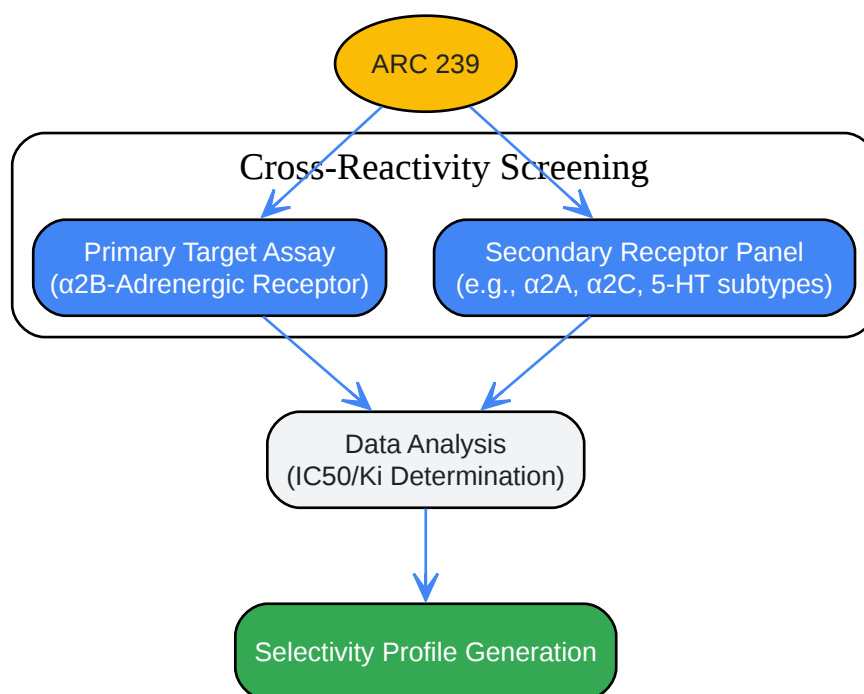 ARC 239
Cross-Reactivity Screening
Primary Target Assay
(α2B-Adrenergic Receptor)
Secondary Receptor Panel
(e.g., α2A, α2C, 5-HT subtypes)
Data Analysis
(IC50/Ki Determination)
Selectivity Profile Generation